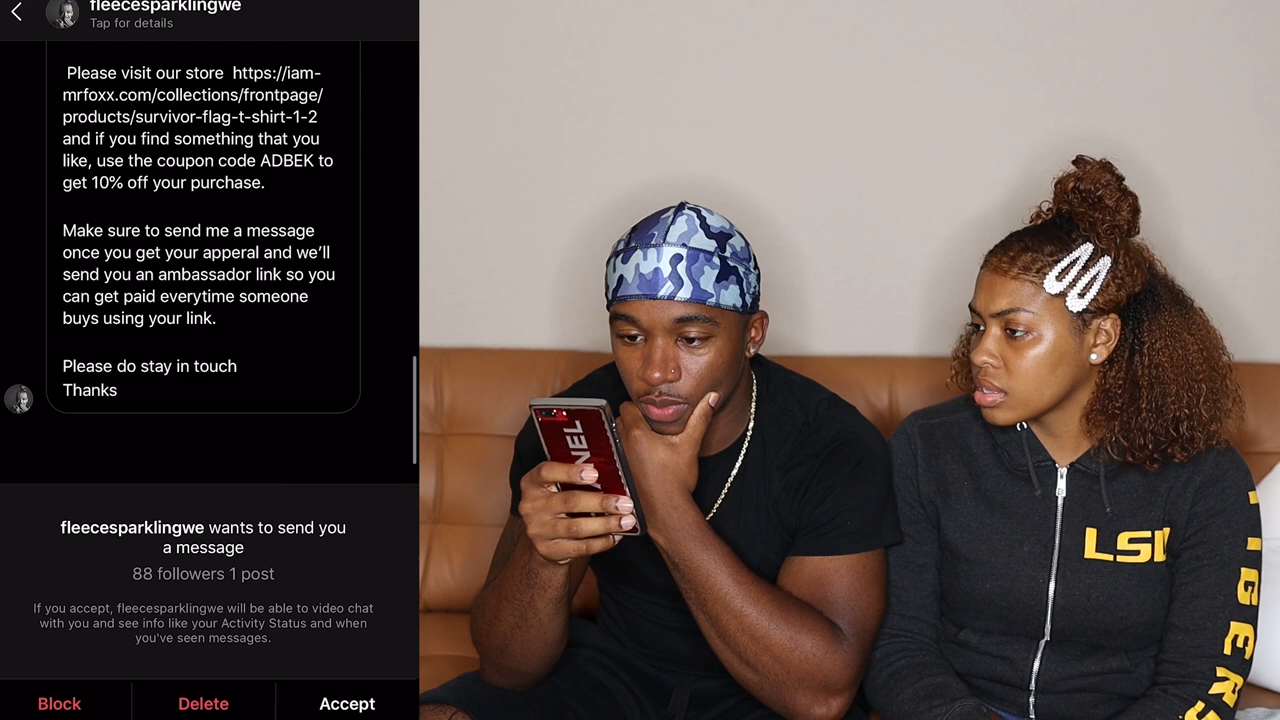 fleecesparklingwe
Tap for details
Please visit our store https://iam-
mrfoxx.com/collections/frontpage/
products/survivor-flag-t-shirt-1-2
and if you find something that you
like, use the coupon code ADBEK to
get 10% off your purchase.
Make sure to send me a message
once you get your apperal and we’ll
send you an ambassador link so you
can get paid everytime someone
buys using your link.
Please do stay in touch
Thanks
fleecesparklingwe wants to send you
a message
88 followers 1 post
If you accept, fleecesparklingwe will be able to video chat
with you and see info like your Activity Status and when
you've seen messages.
Block Delete Accept
NEL
LSU
TIGERS